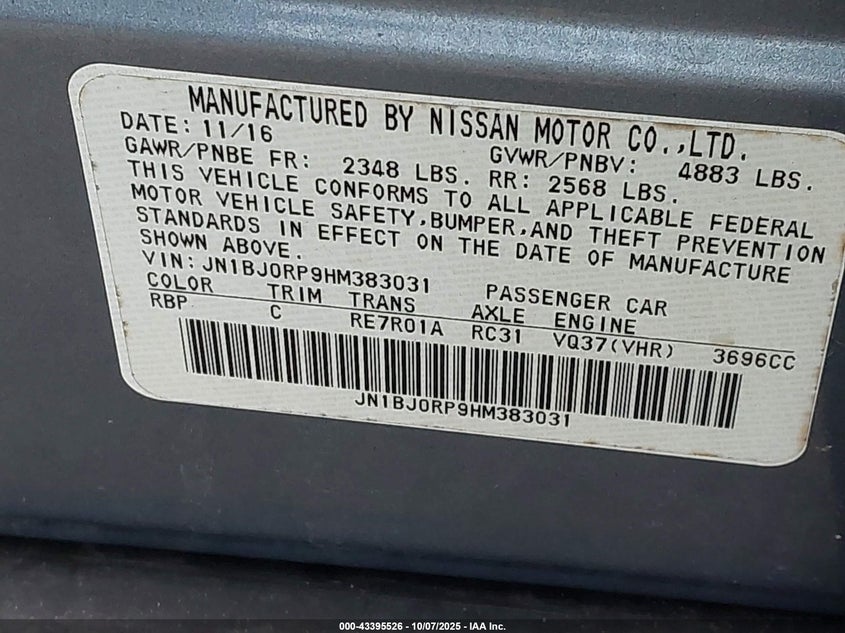 MANUFACTURED BY NISSAN MOTOR CO.,LTD.
DATE: 11/16 GVWR/PNBV: 4883 LBS.
GAWR/PNBE FR: 2348 LBS. RR: 2568 LBS.
THIS VEHICLE CONFORMS TO ALL APPLICABLE FEDERAL
MOTOR VEHICLE SAFETY,BUMPER,AND THEFT PREVENTION
STANDARDS IN EFFECT ON THE DATE OF MANUFACTURE
SHOWN ABOVE.
VIN: JN1BJ0RP9HM383031 PASSENGER CAR
COLOR TRIM TRANS AXLE ENGINE
RBP C RE7R01A RC31 VQ37(VHR) 3696CC
JN1BJ0RP9HM383031
000-43395526 - 10/07/2025 - IAA Inc.